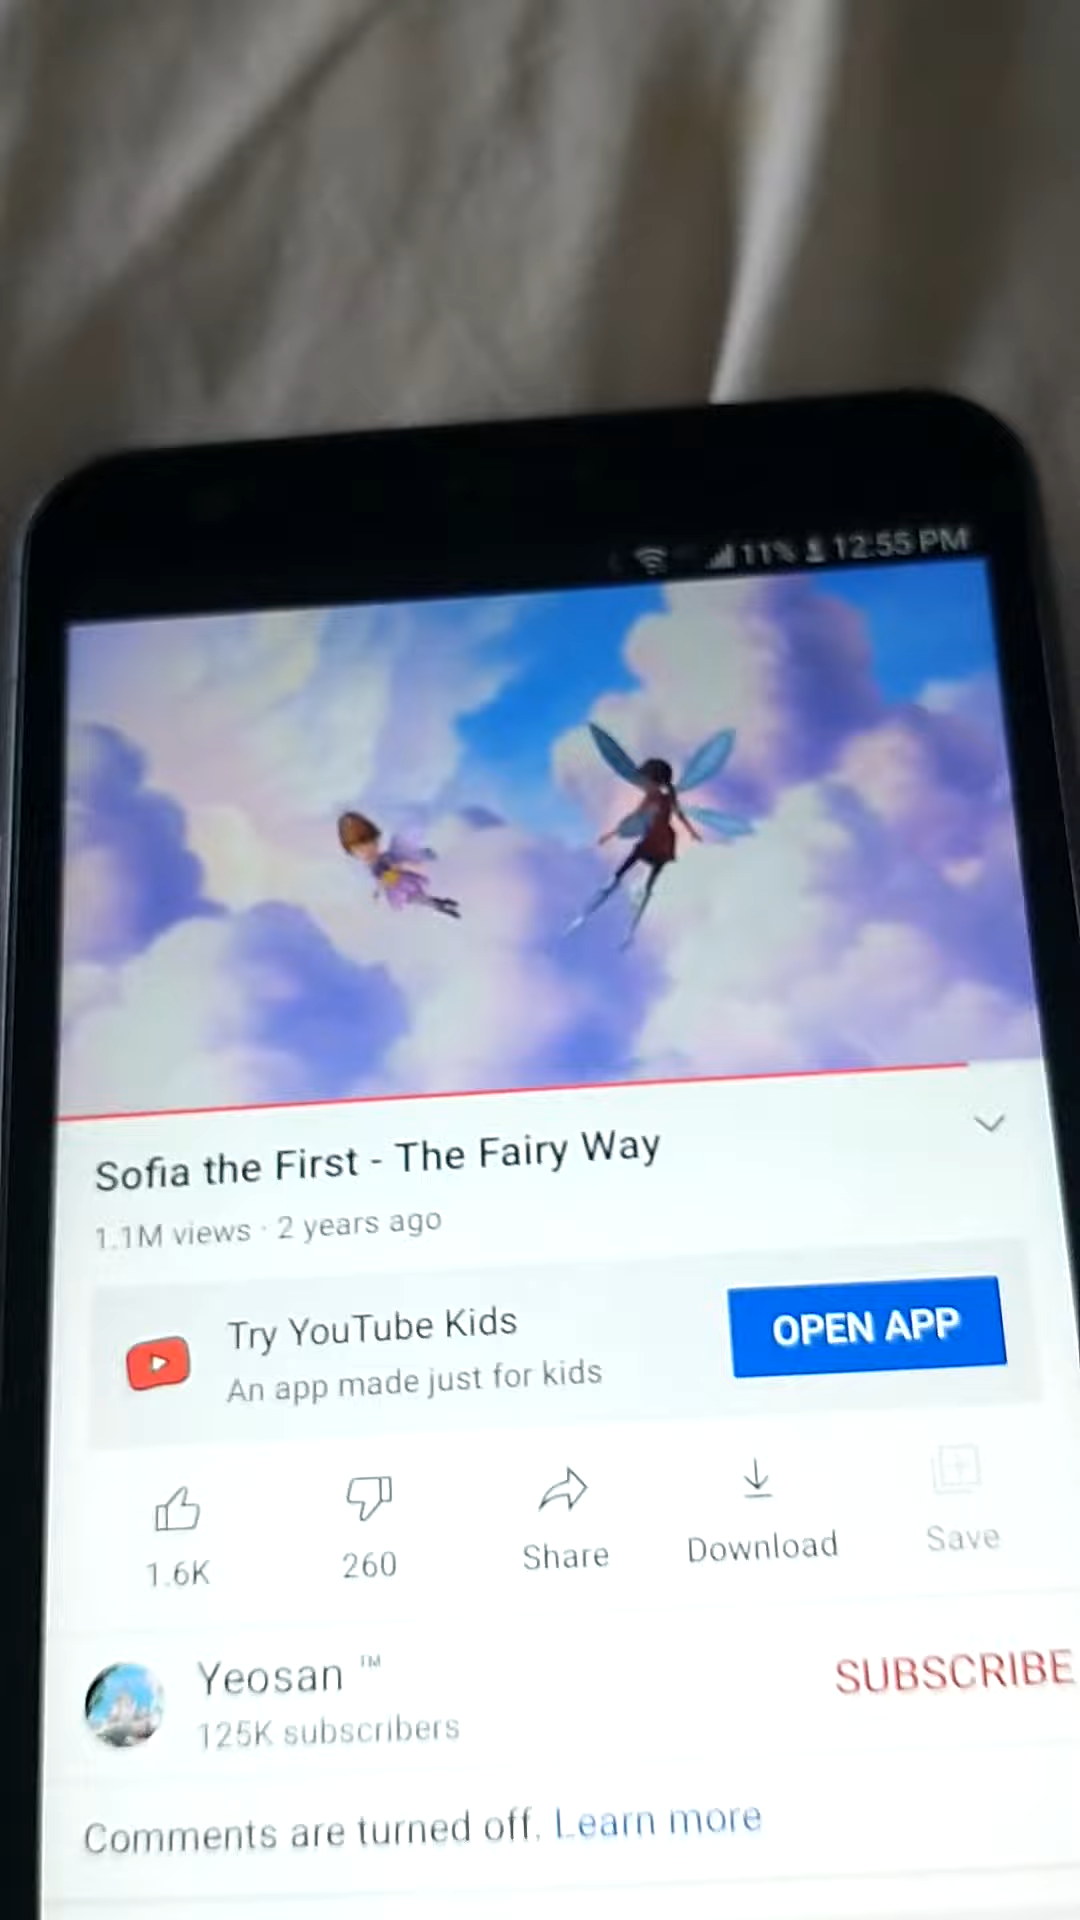 11% 12:55 PM
Sofia the First - The Fairy Way
1.1M views · 2 years ago
Try YouTube Kids
An app made just for kids
OPEN APP
1.6K
260
Share
Download
Save
Yeosan ™
125K subscribers
SUBSCRIBE
Comments are turned off. Learn more